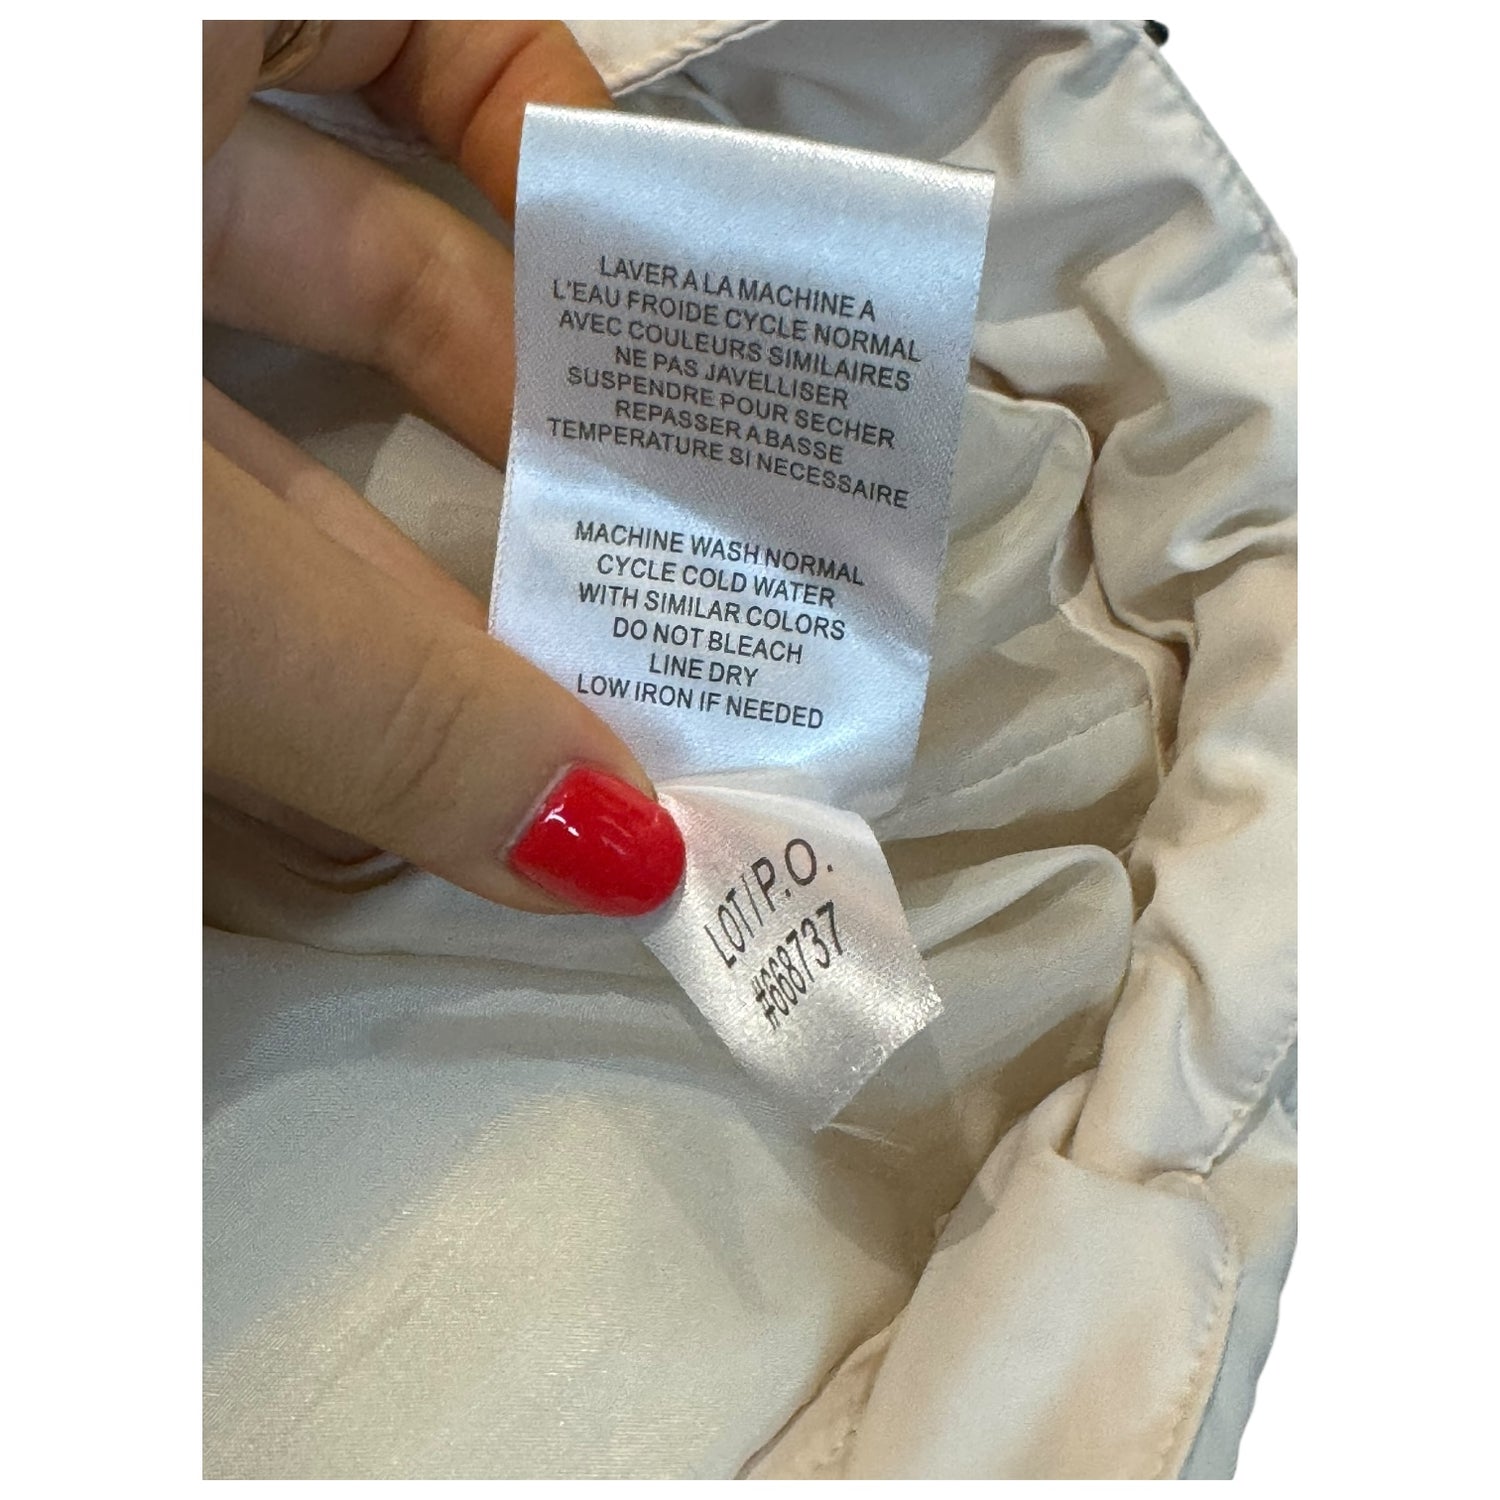 LAVER A LA MACHINE A
L'EAU FROIDE CYCLE NORMAL
AVEC COULEURS SIMILAIRES
NE PAS JAVELLISER
SUSPENDRE POUR SECHER
REPASSER A BASSE
TEMPERATURE SI NECESSAIRE
MACHINE WASH NORMAL
CYCLE COLD WATER
WITH SIMILAR COLORS
DO NOT BLEACH
LINE DRY
LOW IRON IF NEEDED
LOT/P.O.
#668737